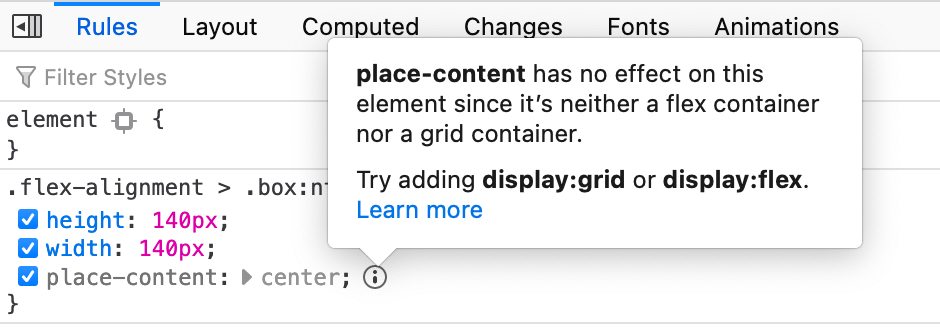 Rules Layout Computed Changes Fonts Animations
Filter Styles
element {
}
.flex-alignment > .box:n
height: 140px;
width: 140px;
place-content: center;
}
place-content has no effect on this
element since it’s neither a flex container
nor a grid container.
Try adding display:grid or display:flex.
Learn more